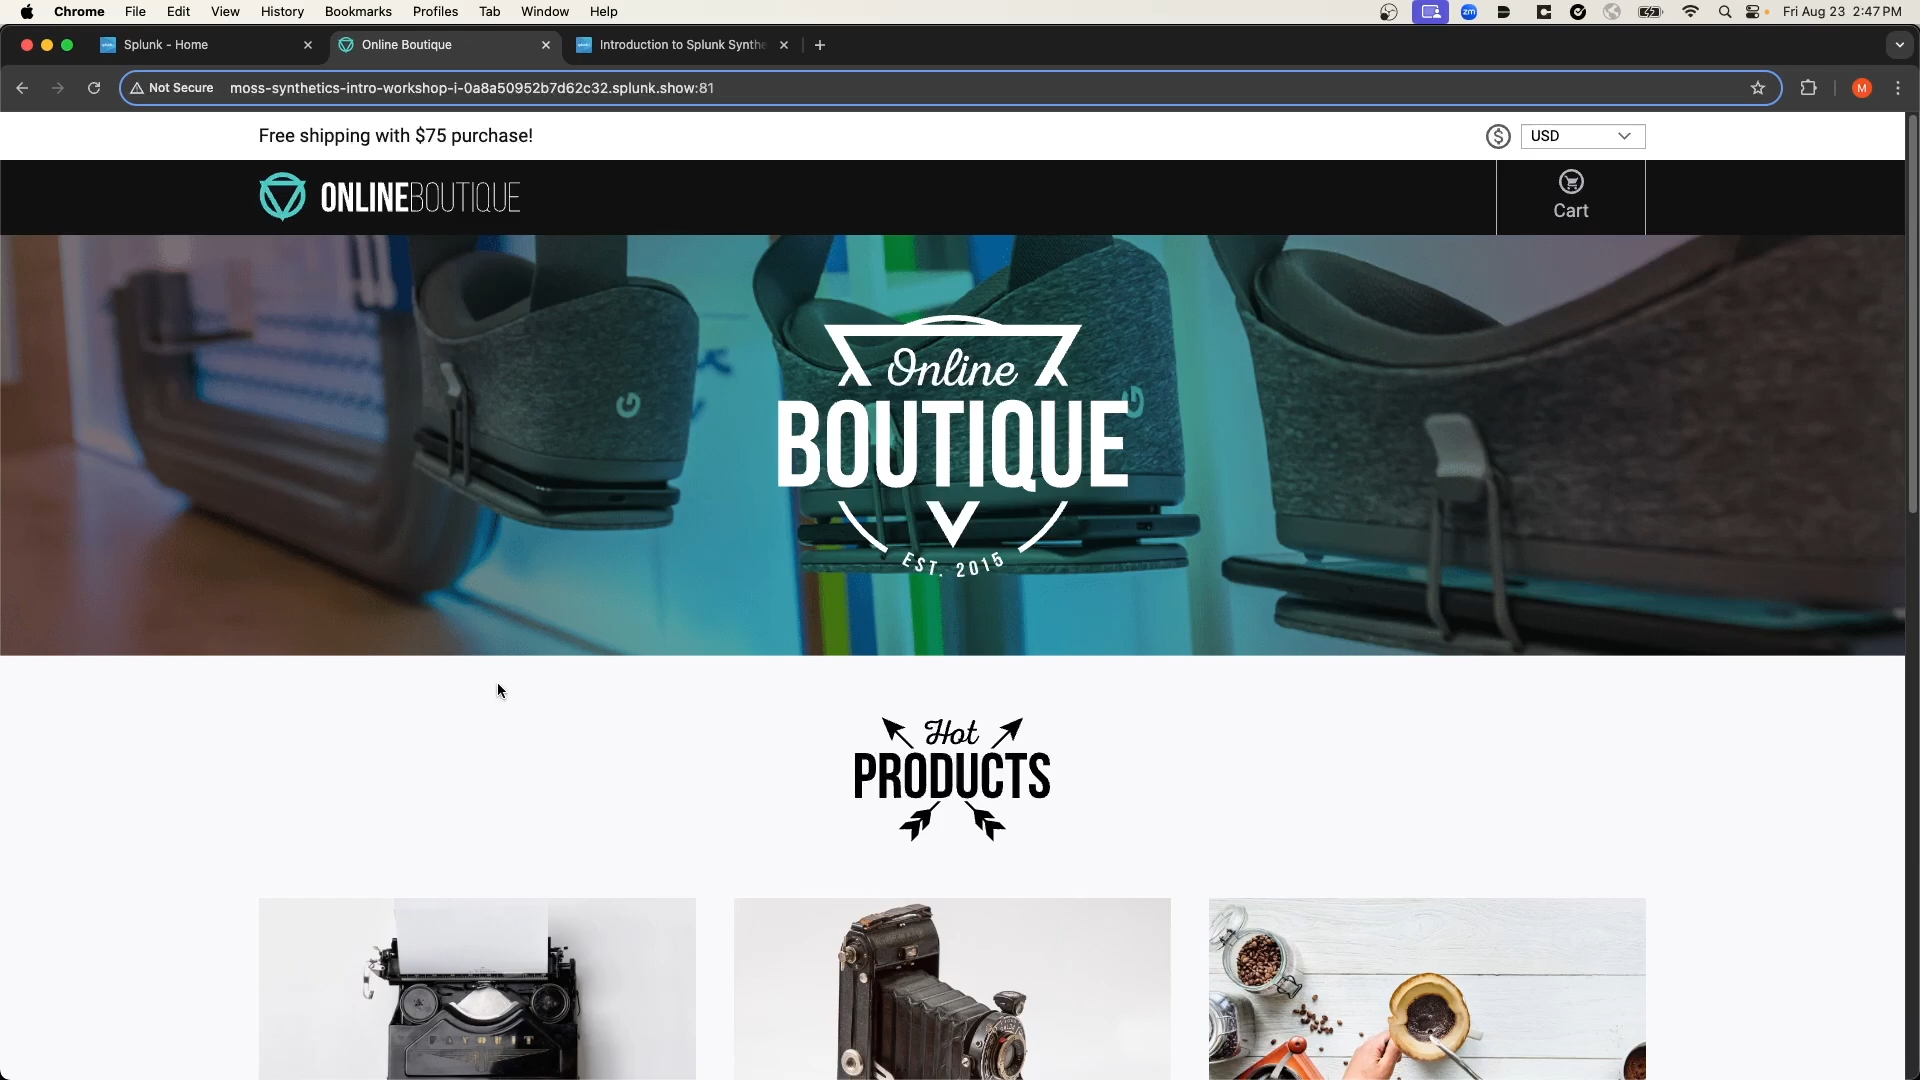 Chrome File Edit View History Bookmarks Profiles Tab Window Help zm Fri Aug 23 2:47 PM
Splunk - Home Online Boutique Introduction to Splunk Synthe
Not Secure moss-synthetics-intro-workshop-i-0a8a50952b7d62c32.splunk.show:81 M
Free shipping with $75 purchase! USD
ONLINEBOUTIQUE
Cart
Online
BOUTIQUE
EST. 2015
Hot
PRODUCTS